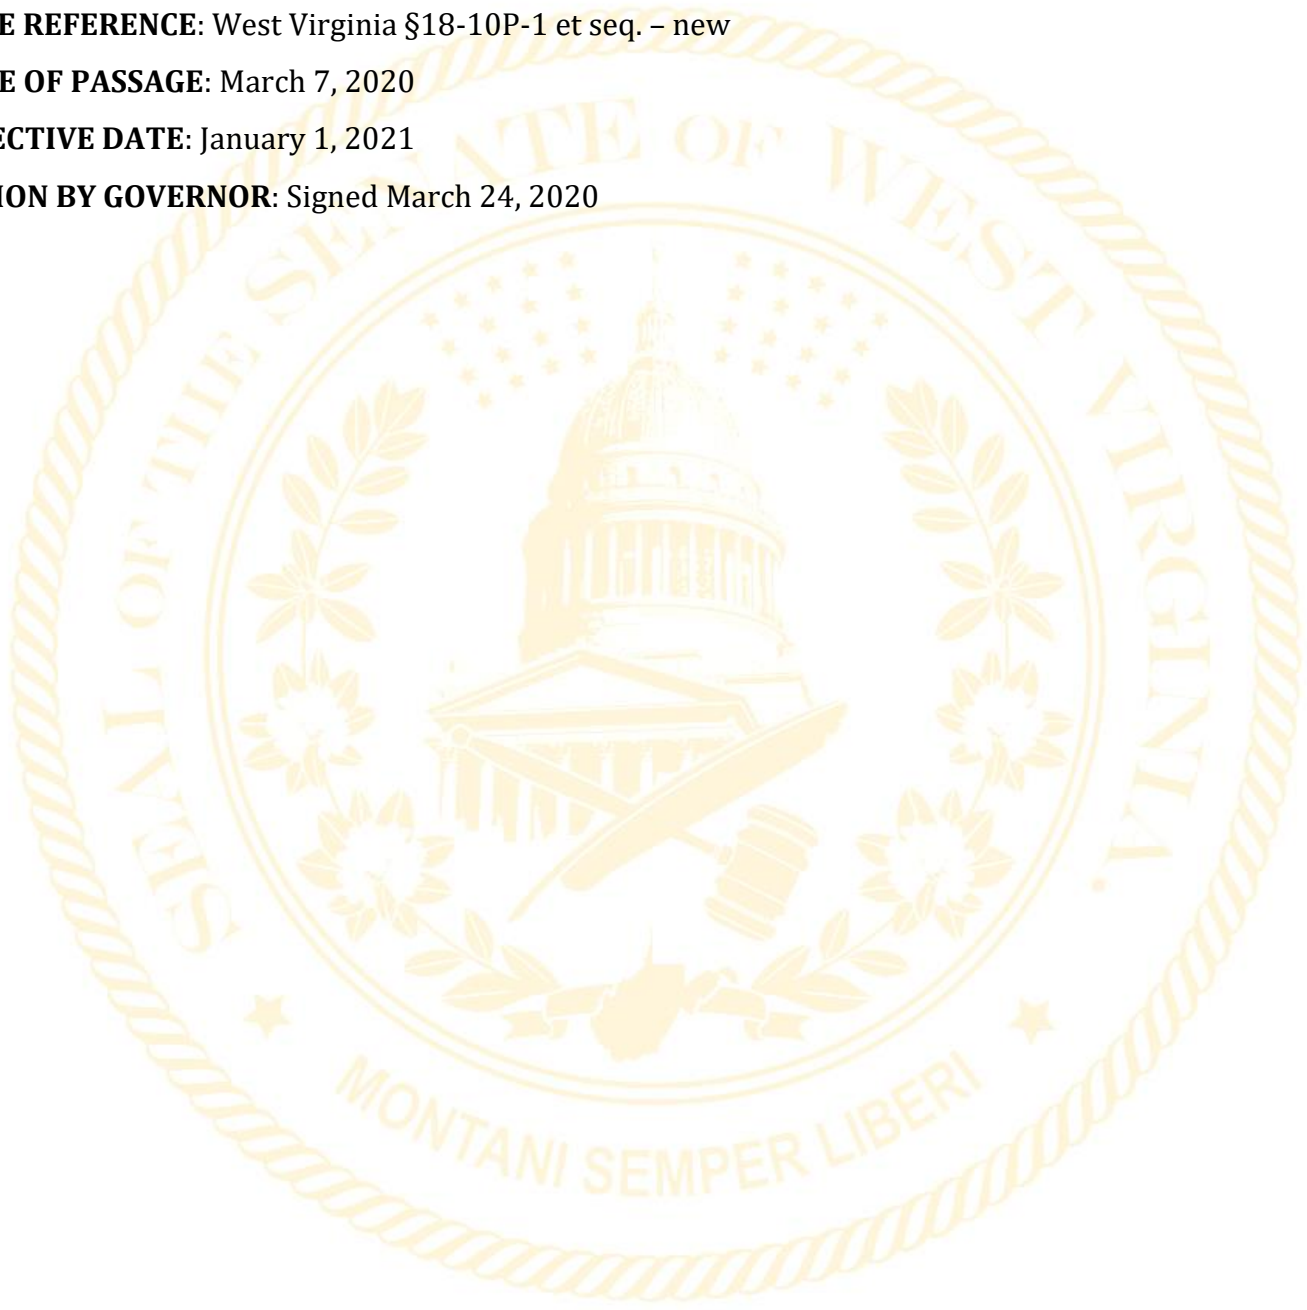 E REFERENCE: West Virginia §18-10P-1 et seq. – new
E OF PASSAGE: March 7, 2020
ECTIVE DATE: January 1, 2021
ION BY GOVERNOR: Signed March 24, 2020
SEAL OF THE SENATE OF WEST VIRGINIA.
MONTANI SEMPER LIBERI